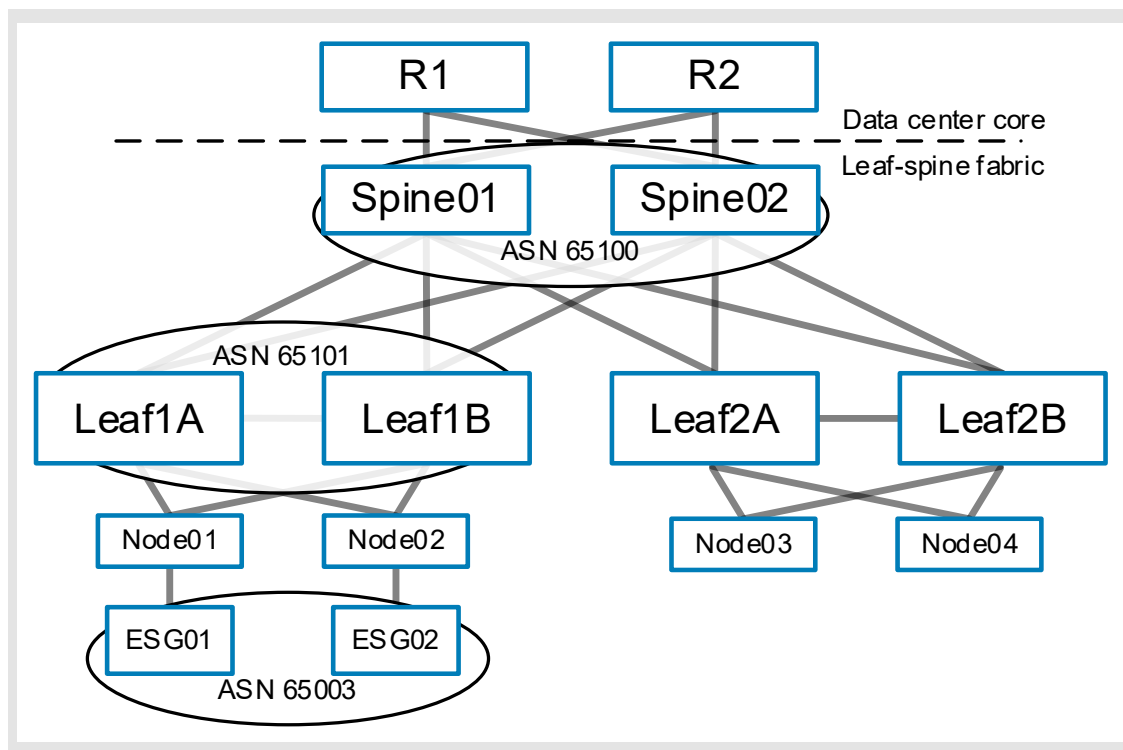 R1
R2
Data center core
Leaf-spine fabric
Spine01
Spine02
ASN 65100
ASN 65101
Leaf1A
Leaf1B
Leaf2A
Leaf2B
Node01
Node02
Node03
Node04
ESG01
ESG02
ASN 65003